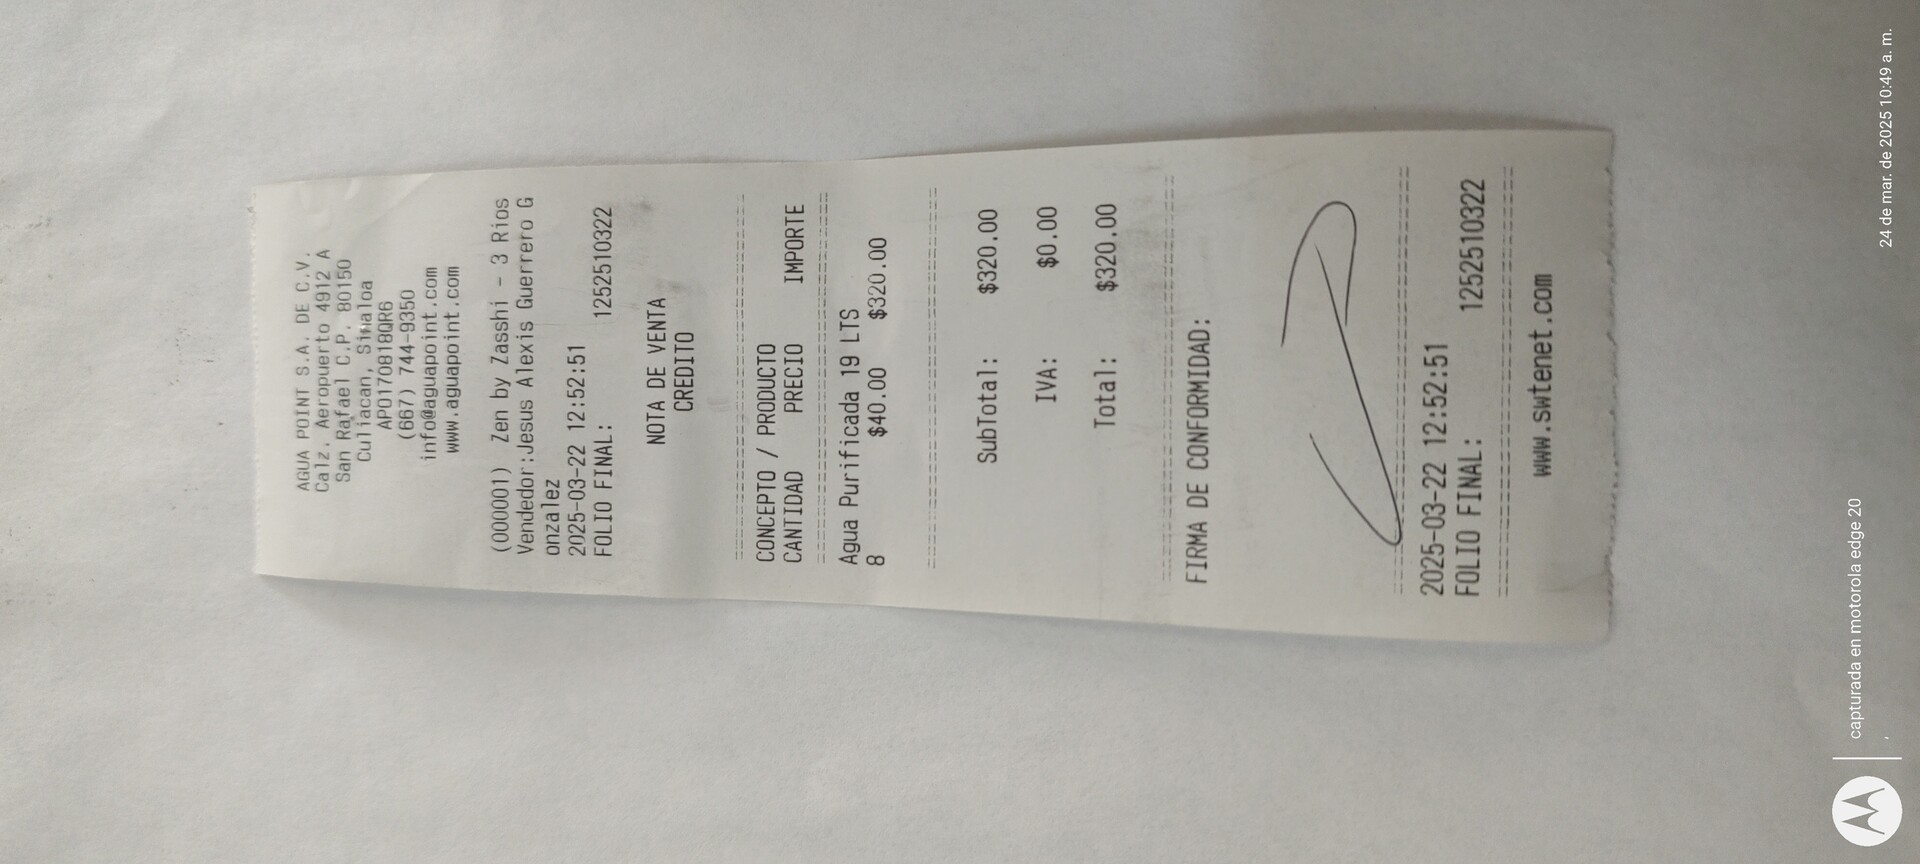 AGUA POINT S.A. DE C.V.
Calz. Aeropuerto 4912 A
San Rafael C.P. 80150
Culiacan, Sinaloa
APO170818QR6
(667) 744-9350
info@aguapoint.com
www.aguapoint.com
(000001) Zen by Zasshi - 3 Rios
Vendedor:Jesus Alexis Guerrero G
onzalez
2025-03-22 12:52:51
FOLIO FINAL: 1252510322
NOTA DE VENTA
CREDITO
CONCEPTO / PRODUCTO
CANTIDAD PRECIO IMPORTE
Agua Purificada 19 LTS
8 $40.00 $320.00
SubTotal: $320.00
IVA: $0.00
Total: $320.00
FIRMA DE CONFORMIDAD:
2025-03-22 12:52:51
FOLIO FINAL: 1252510322
www.swtenet.com
capturada en motorola edge 20
24 de mar. de 2025 10:49 a. m.